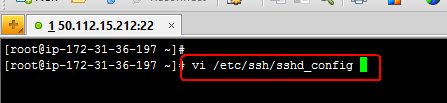 1 50.112.15.212:22
[root@ip-172-31-36-197 ~]#
[root@ip-172-31-36-197 ~]# vi /etc/ssh/sshd_config